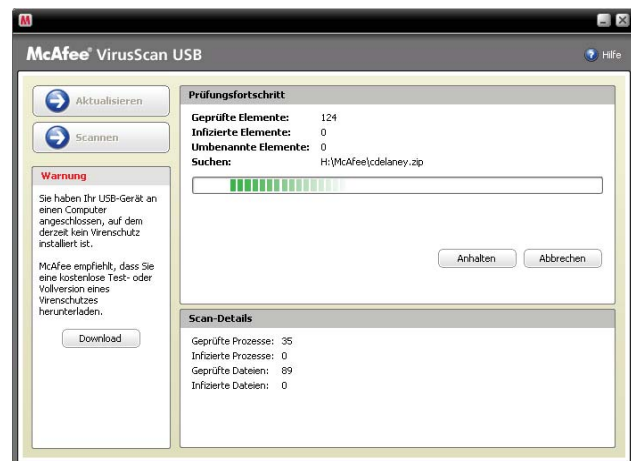 M
McAfee® VirusScan USB
? Hilfe
Aktualisieren
Scannen
Warnung
Sie haben Ihr USB-Gerät an
einen Computer
angeschlossen, auf dem
derzeit kein Virenschutz
installiert ist.
McAfee empfiehlt, dass Sie
eine kostenlose Test- oder
Vollversion eines
Virenschutzes
herunterladen.
Download
Prüfungsfortschritt
Geprüfte Elemente: 124
Infizierte Elemente: 0
Umbenannte Elemente: 0
Suchen: H:\McAfee\cdelaney.zip
Anhalten Abbrechen
Scan-Details
Geprüfte Prozesse: 35
Infizierte Prozesse: 0
Geprüfte Dateien: 89
Infizierte Dateien: 0